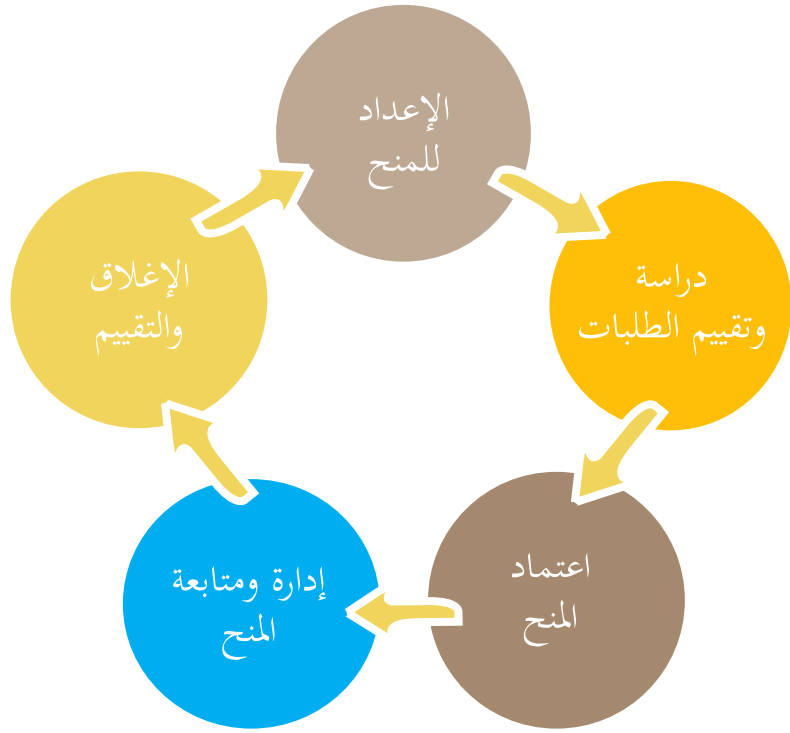 الإعداد
للمنح
دراسة
وتقييم الطلبات
اعتماد
المنح
إدارة ومتابعة
المنح
الإغلاق
والتقييم